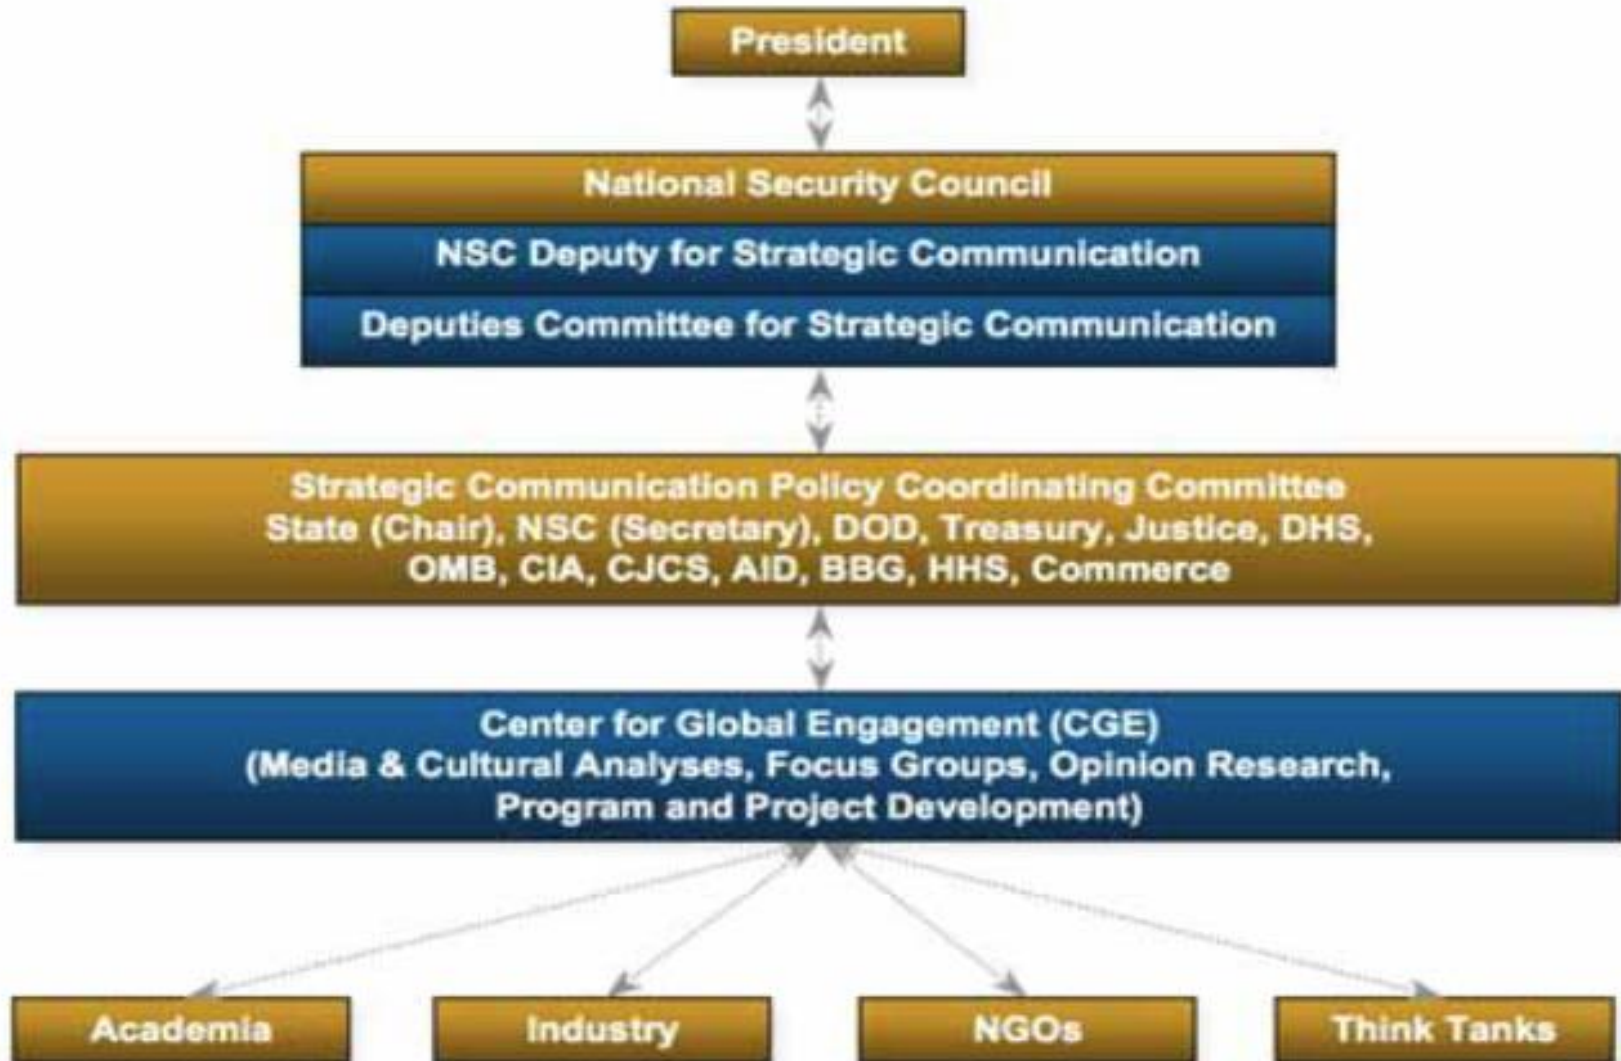 President
National Security Council
NSC Deputy for Strategic Communication
Deputies Committee for Strategic Communication
Strategic Communication Policy Coordinating Committee
State (Chair), NSC (Secretary), DOD, Treasury, Justice, DHS,
OMB, CIA, CJCS, AID, BBG, HHS, Commerce
Center for Global Engagement (CGE)
(Media & Cultural Analyses, Focus Groups, Opinion Research,
Program and Project Development)
Academia
Industry
NGOs
Think Tanks